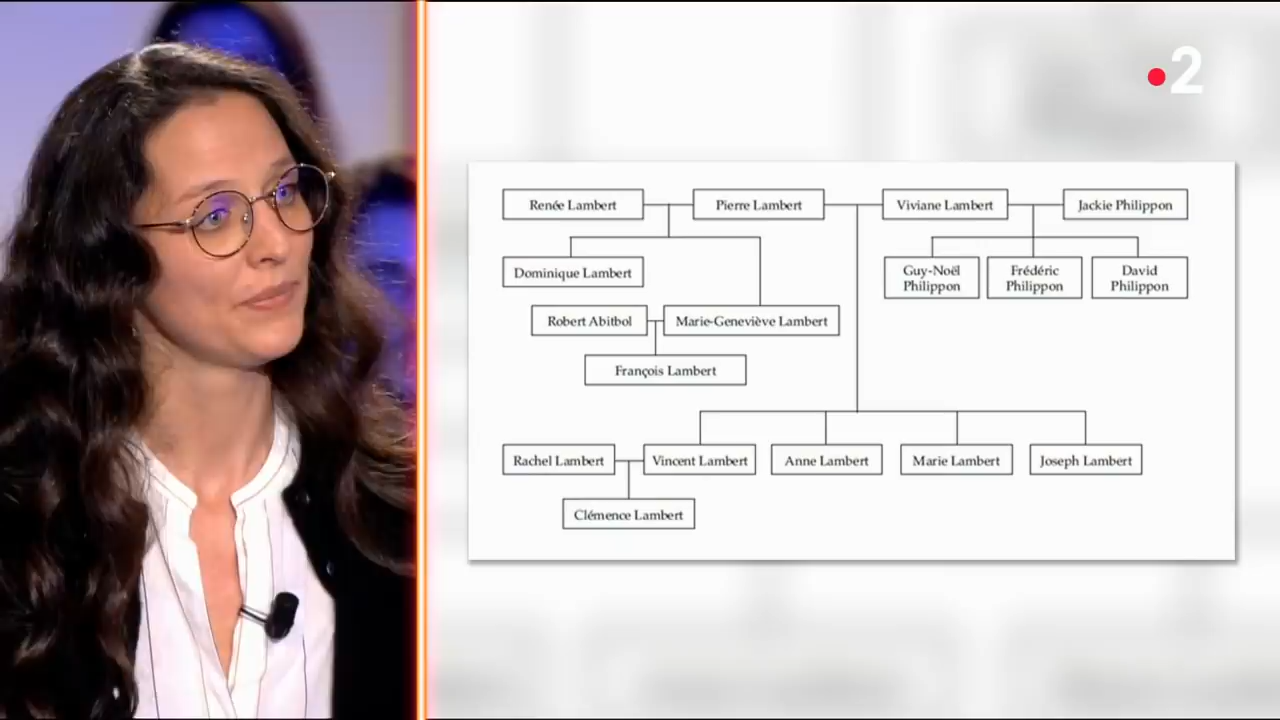 2
Renée Lambert
Pierre Lambert
Viviane Lambert
Jackie Philippon
Dominique Lambert
Guy-Noël
Philippon
Frédéric
Philippon
David
Philippon
Robert Abitbol
Marie-Geneviève Lambert
François Lambert
Rachel Lambert
Vincent Lambert
Anne Lambert
Marie Lambert
Joseph Lambert
Clémence Lambert